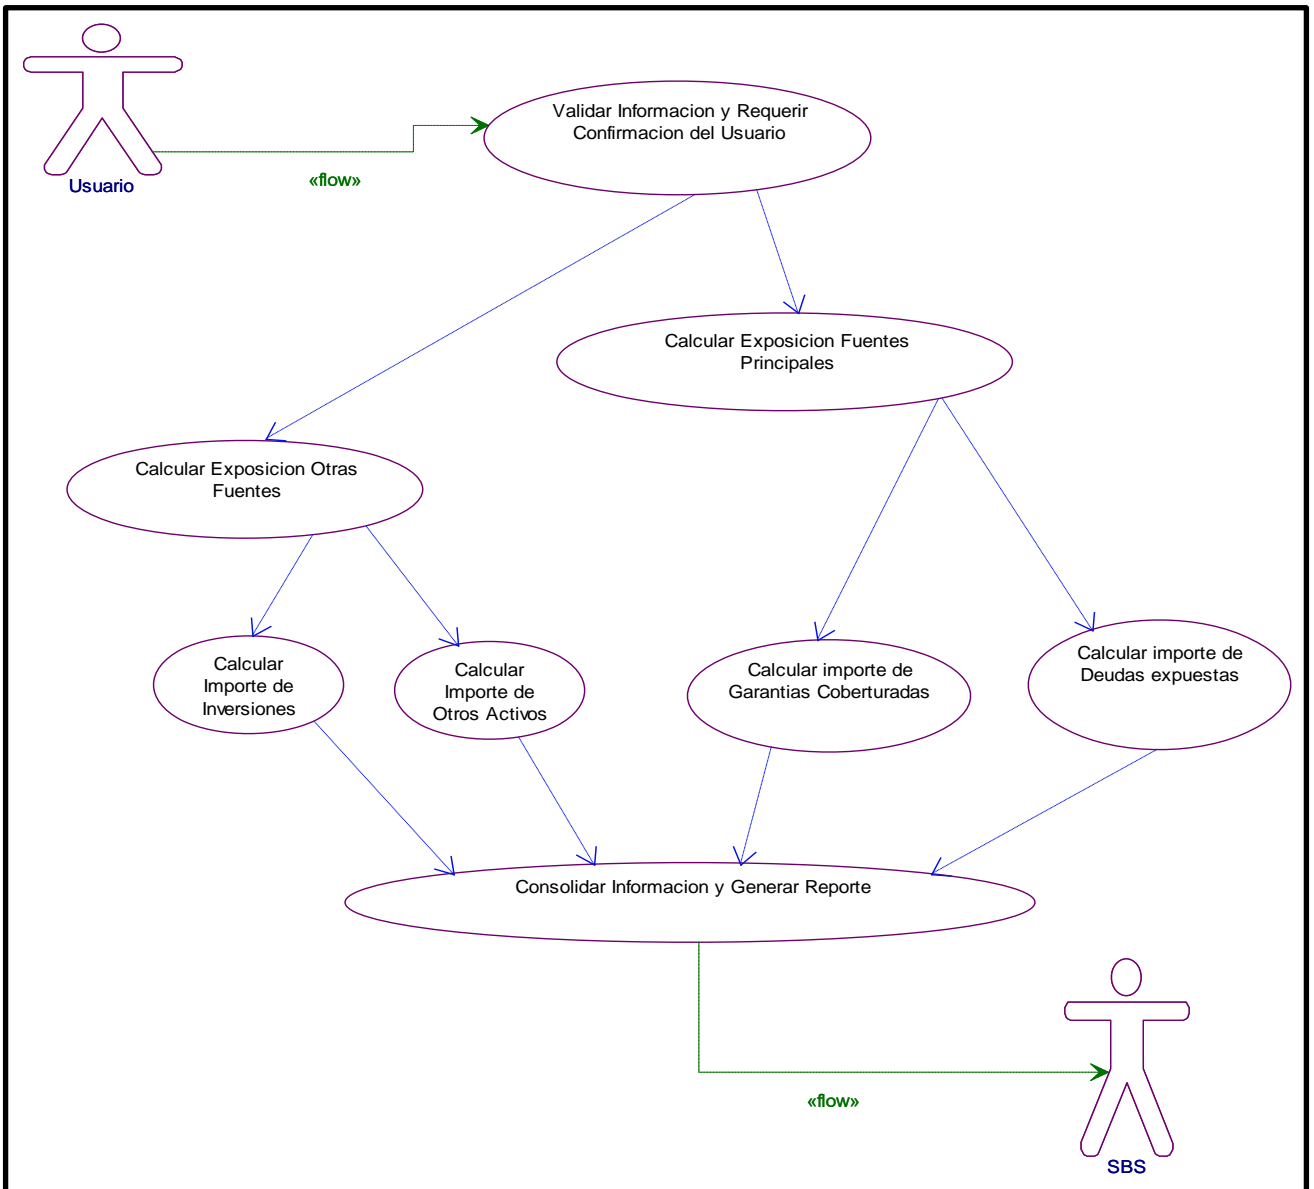 Validar Informacion y Requerir
Confirmacion del Usuario
«flow»
Usuario
Calcular Exposicion Fuentes
Principales
Calcular Exposicion Otras
Fuentes
Calcular
Importe de
Inversiones
Calcular
Importe de
Otros Activos
Calcular importe de
Garantias Coberturadas
Calcular importe de
Deudas expuestas
Consolidar Informacion y Generar Reporte
«flow»
SBS